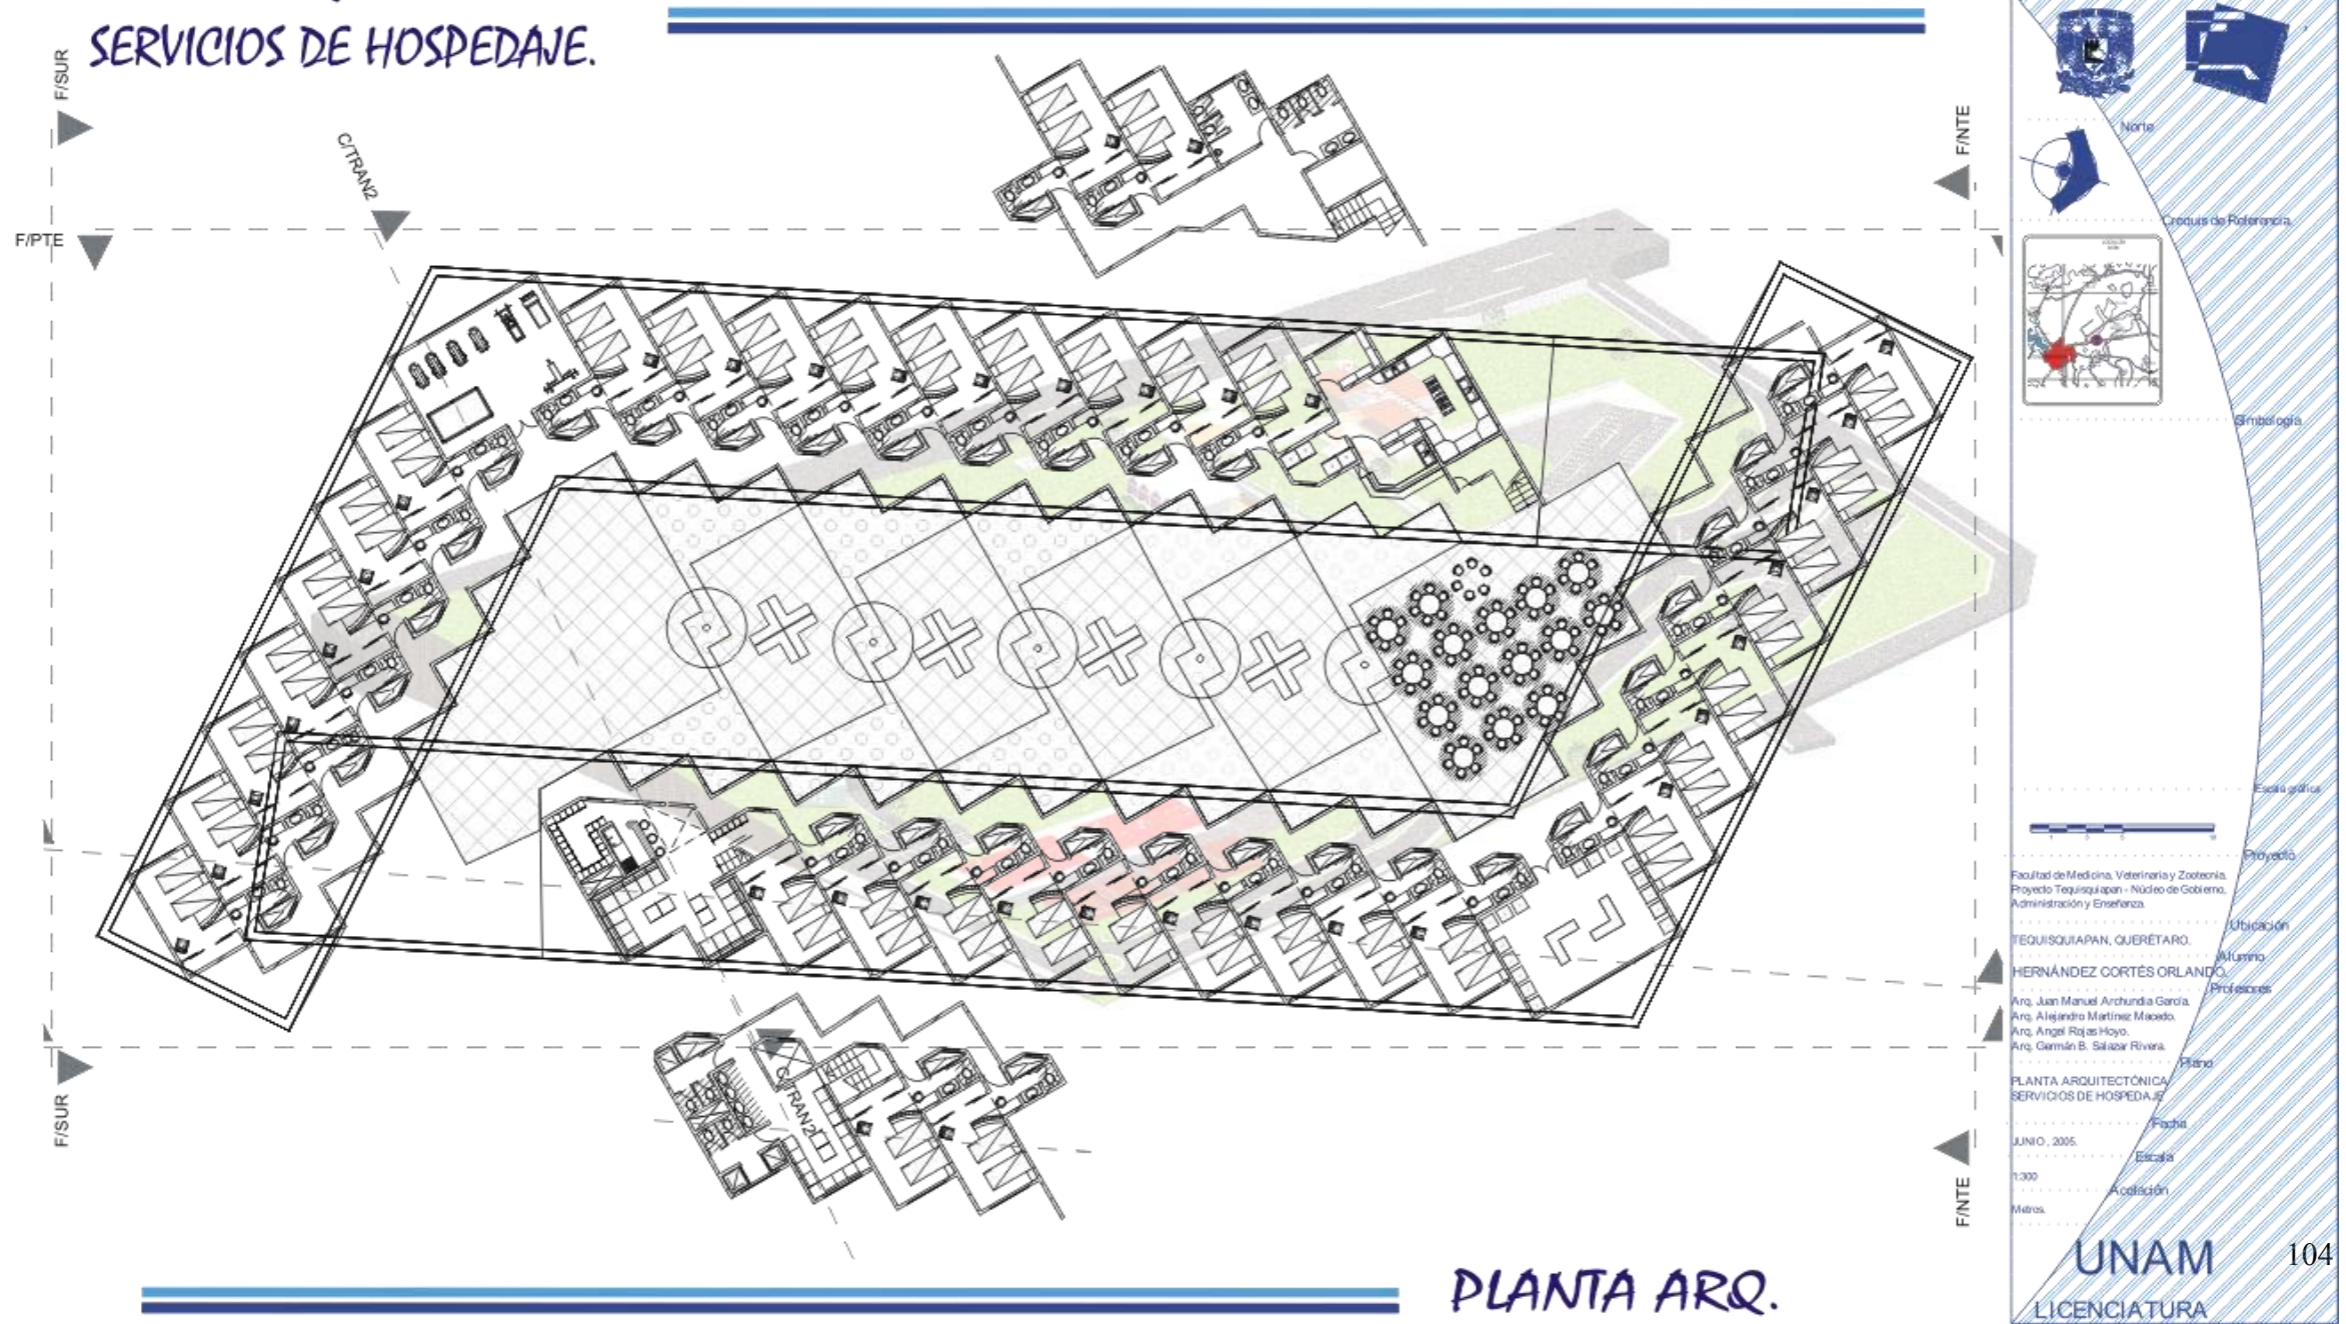 SERVICIOS DE HOSPEDAJE.
F/SUR
C/TRAN2
F/PTE
F/NTE
F/SUR
TRAN2
F/NTE
PLANTA ARQ.
Norte
Croquis de Referencia.
Simbología
Escala gráfica
Proyecto
Facultad de Medicina, Veterinaria y Zootecnia.
Proyecto Tequisquiapan - Núcleo de Gobierno,
Administración y Enseñanza.
Ubicación
TEQUISQUIAPAN, QUERÉTARO.
Alumno
HERNÁNDEZ CORTÉS ORLANDO.
Profesores
Arq. Juan Manuel Archundia García.
Arq. Alejandro Martínez Macedo.
Arq. Angel Rojas Hoyo.
Arq. Germán B. Salazar Rivera.
Plano
PLANTA ARQUITECTÓNICA
SERVICIOS DE HOSPEDAJE
Fecha
JUNIO, 2005.
Escala
1:300
Acotación
Metros.
UNAM
104
LICENCIATURA